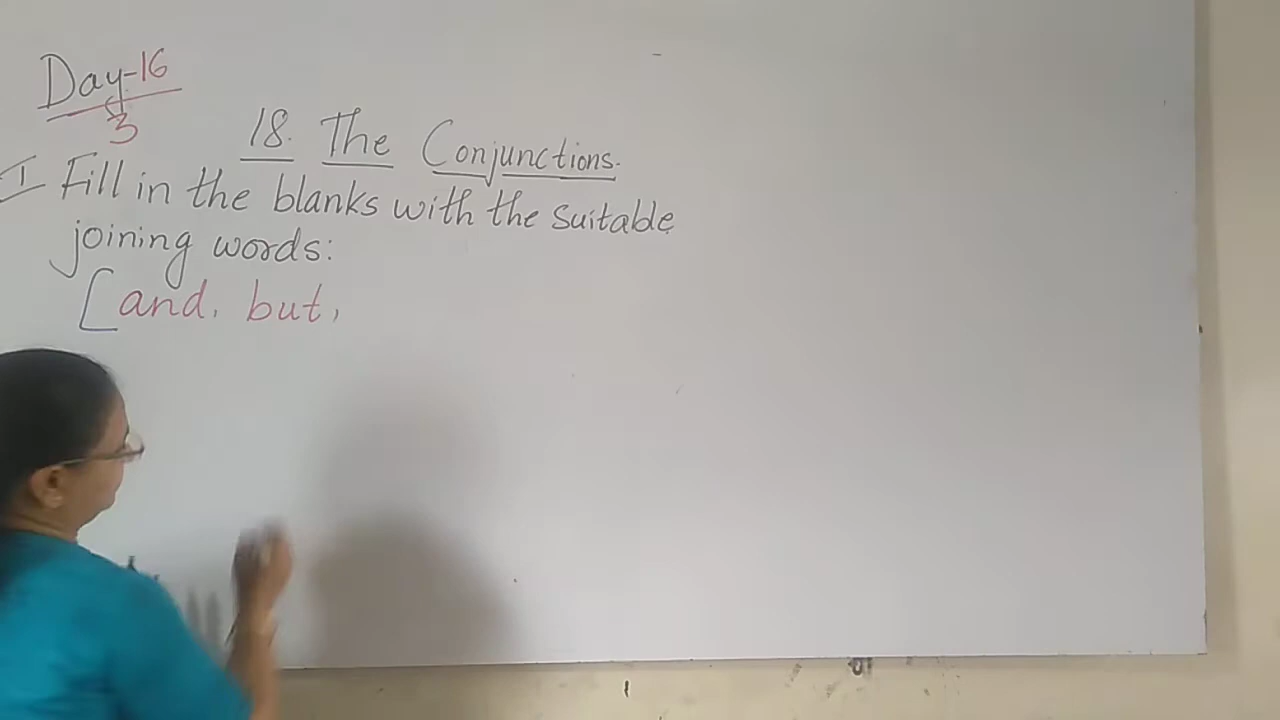 Day-16
3
18. The Conjunctions.
I Fill in the blanks with the suitable
joining words:
[and, but,